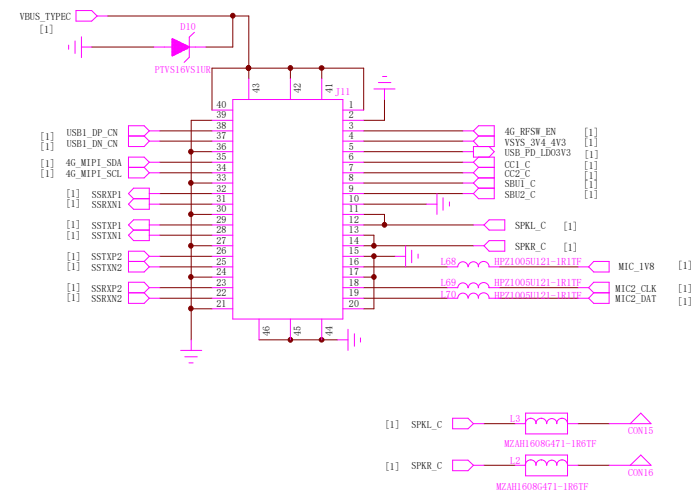 VBUS_TYPEC
[1]
D10
PTVS16VS1UR
43
42
41
J11
40
39
38
37
36
35
34
33
32
31
30
29
28
27
26
25
24
23
22
21
1
2
3
4
5
6
7
8
9
10
11
12
13
14
15
16
17
18
19
20
46
45
44
[1] USB1_DP_CN
[1] USB1_DN_CN
[1] 4G_MIPI_SDA
[1] 4G_MIPI_SCL
[1] SSRXP1
[1] SSRXN1
[1] SSTXP1
[1] SSTXN1
[1] SSTXP2
[1] SSTXN2
[1] SSRXP2
[1] SSRXN2
4G_RFSW_EN [1]
VSYS_3V4_4V3 [1]
USB_PD_LDO3V3 [1]
CC1_C [1]
CC2_C [1]
SBU1_C [1]
SBU2_C [1]
SPKL_C [1]
SPKR_C [1]
L68 HPZ1005U121-1R1TF MIC_1V8 [1]
L69 HPZ1005U121-1R1TF MIC2_CLK [1]
L70 HPZ1005U121-1R1TF MIC2_DAT [1]
[1] SPKL_C L3 CON15
MZAH1608G471-1R6TF
[1] SPKR_C L2 CON16
MZAH1608G471-1R6TF